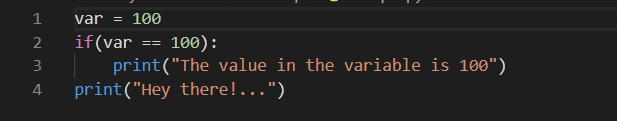 1 var = 100
2 if(var == 100):
3     print("The value in the variable is 100")
4 print("Hey there!...")